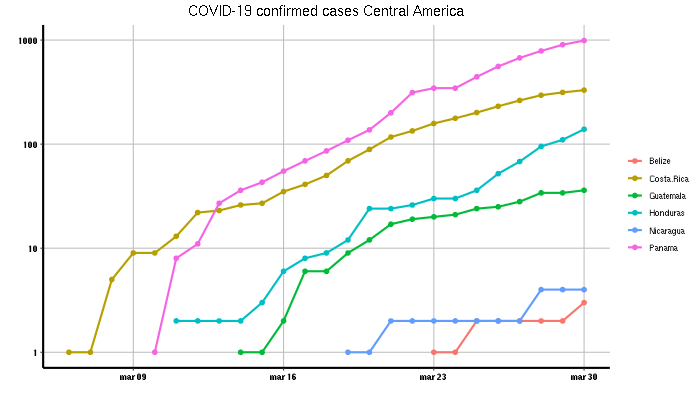 COVID-19 confirmed cases Central America
1000
100
10
1
mar 09
mar 16
mar 23
mar 30
Belize
Costa.Rica
Guatemala
Honduras
Nicaragua
Panama